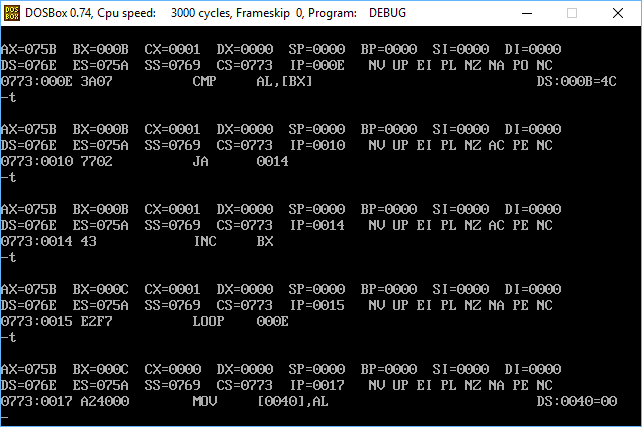 DOSBox 0.74, Cpu speed: 3000 cycles, Frameskip 0, Program: DEBUG
AX=075B BX=000B CX=0001 DX=0000 SP=0000 BP=0000 SI=0000 DI=0000
DS=076E ES=075A SS=0769 CS=0773 IP=000E NV UP EI PL NZ NA PO NC
0773:000E 3A07 CMP AL,[BX] DS:000B=4C
-t
AX=075B BX=000B CX=0001 DX=0000 SP=0000 BP=0000 SI=0000 DI=0000
DS=076E ES=075A SS=0769 CS=0773 IP=0010 NV UP EI PL NZ AC PE NC
0773:0010 7702 JA 0014
-t
AX=075B BX=000B CX=0001 DX=0000 SP=0000 BP=0000 SI=0000 DI=0000
DS=076E ES=075A SS=0769 CS=0773 IP=0014 NV UP EI PL NZ AC PE NC
0773:0014 43 INC BX
-t
AX=075B BX=000C CX=0001 DX=0000 SP=0000 BP=0000 SI=0000 DI=0000
DS=076E ES=075A SS=0769 CS=0773 IP=0015 NV UP EI PL NZ NA PE NC
0773:0015 E2F7 LOOP 000E
-t
AX=075B BX=000C CX=0000 DX=0000 SP=0000 BP=0000 SI=0000 DI=0000
DS=076E ES=075A SS=0769 CS=0773 IP=0017 NV UP EI PL NZ NA PE NC
0773:0017 A24000 MOV [0040],AL DS:0040=00
-